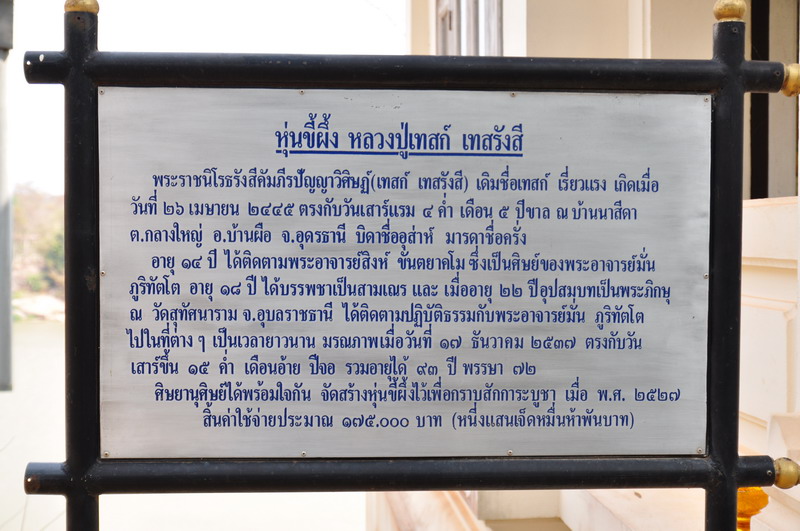 หุ่นขี้ผึ้ง หลวงปู่เทสก์ เทสรังสี
พระราชนิโรธรังสีคัมภีรปัญญาวิศิษฏ์(เทสก์ เทสรังสี) เดิมชื่อเทสก์ เรี่ยวแรง เกิดเมื่อ
วันที่ ๒๖ เมษายน ๒๔๔๕ ตรงกับวันเสาร์แรม ๔ ค่ำ เดือน ๕ ปีขาล ณ บ้านนาสีดา
ต.กลางใหญ่ อ.บ้านผือ จ.อุดรธานี บิดาชื่ออุส่าห์ มารดาชื่อครั่ง
อายุ ๑๔ ปี ได้ติดตามพระอาจารย์สิงห์ ขันตยาคโม ซึ่งเป็นศิษย์ของพระอาจารย์มั่น
ภูริทัตโต อายุ ๑๘ ปี ได้บรรพชาเป็นสามเณร และ เมื่ออายุ ๒๒ ปีอุปสมบทเป็นพระภิกษุ
ณ วัดสุทัศนาราม จ.อุบลราชธานี ได้ติดตามปฏิบัติธรรมกับพระอาจารย์มั่น ภูริทัตโต
ไปในที่ต่าง ๆ เป็นเวลายาวนาน มรณภาพเมื่อวันที่ ๑๗ ธันวาคม ๒๕๓๗ ตรงกับวัน
เสาร์ขึ้น ๑๕ ค่ำ เดือนอ้าย ปีจอ รวมอายุได้ ๙๓ ปี พรรษา ๗๒
ศิษยานุศิษย์ได้พร้อมใจกัน จัดสร้างหุ่นขี้ผึ้งไว้เพื่อกราบสักการะบูชา เมื่อ พ.ศ. ๒๕๒๗
สิ้นค่าใช้จ่ายประมาณ ๑๗๕.๐๐๐ บาท (หนึ่งแสนเจ็ดหมื่นห้าพันบาท)